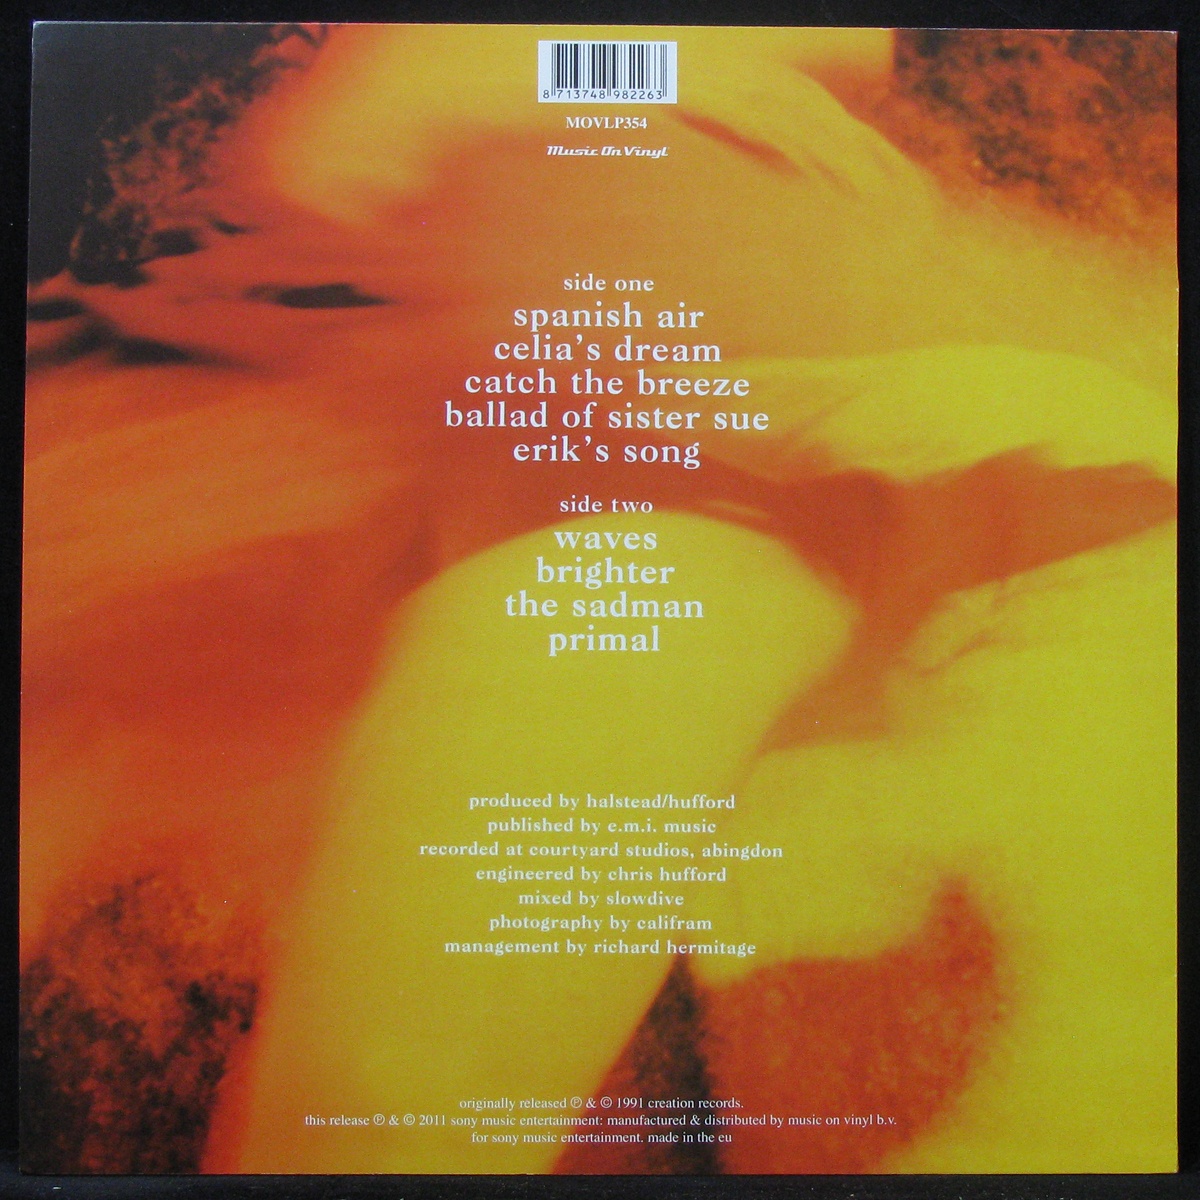 8 713748 982263
MOVLP354
Music On Vinyl
side one
spanish air
celia's dream
catch the breeze
ballad of sister sue
erik's song
side two
waves
brighter
the sadman
primal
produced by halstead/hufford
published by e.m.i. music
recorded at courtyard studios, abingdon
engineered by chris hufford
mixed by slowdive
photography by califram
management by richard hermitage
originally released ℗ & © 1991 creation records.
this release ℗ & © 2011 sony music entertainment: manufactured & distributed by music on vinyl b.v.
for sony music entertainment. made in the eu